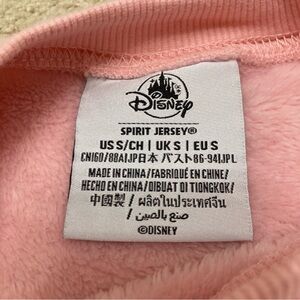 Disney
SPIRIT JERSEY®
US S/CH | UK S | EU S
CN160/88A|JP日本 バスト86-94|JPL
MADE IN CHINA/FABRIQUÉ EN CHINE/
HECHO EN CHINA/DIBUAT DI TIONGKOK/
中國製/ผลิตในประเทศจีน
/صنع بالصين
©DISNEY